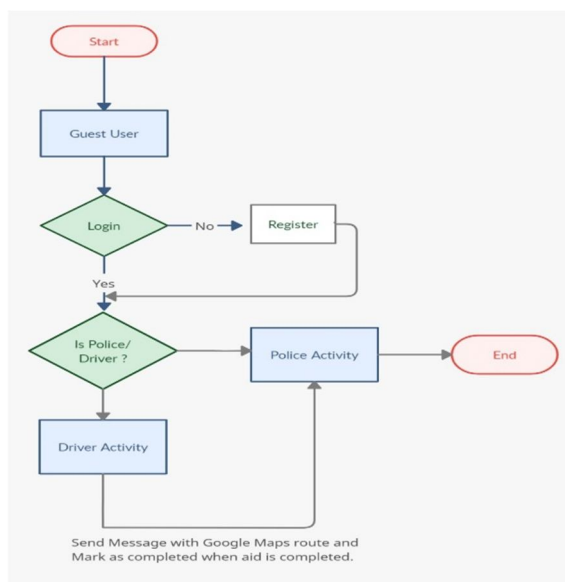 Start
Guest User
Login
No
Register
Yes
Is Police/
Driver ?
Police Activity
End
Driver Activity
Send Message with Google Maps route and
Mark as completed when aid is completed.